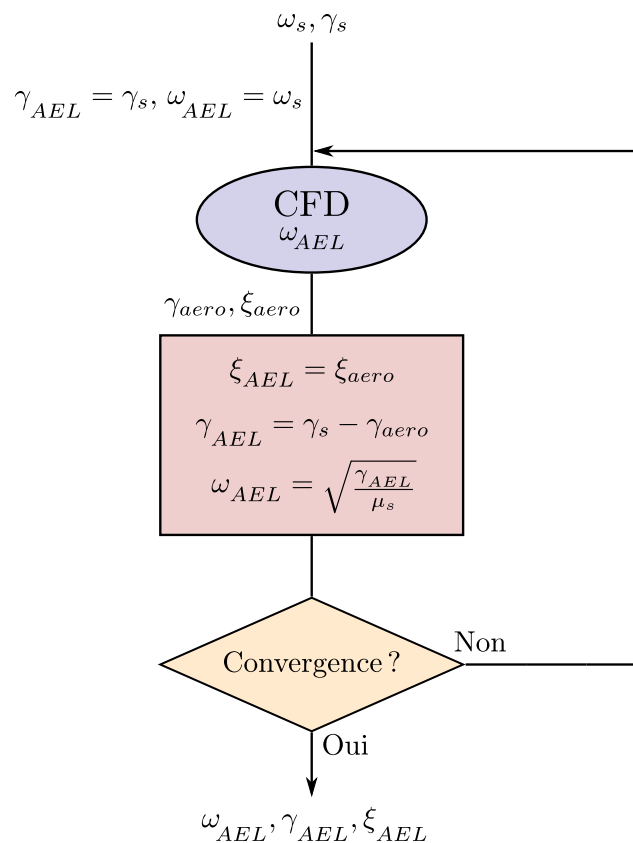 ω_s, γ_s
γ_AEL = γ_s, ω_AEL = ω_s
CFD
ω_AEL
γ_aero, ξ_aero
ξ_AEL = ξ_aero
γ_AEL = γ_s − γ_aero
ω_AEL = √(γ_AEL / μ_s)
Convergence ?
Non
Oui
ω_AEL, γ_AEL, ξ_AEL